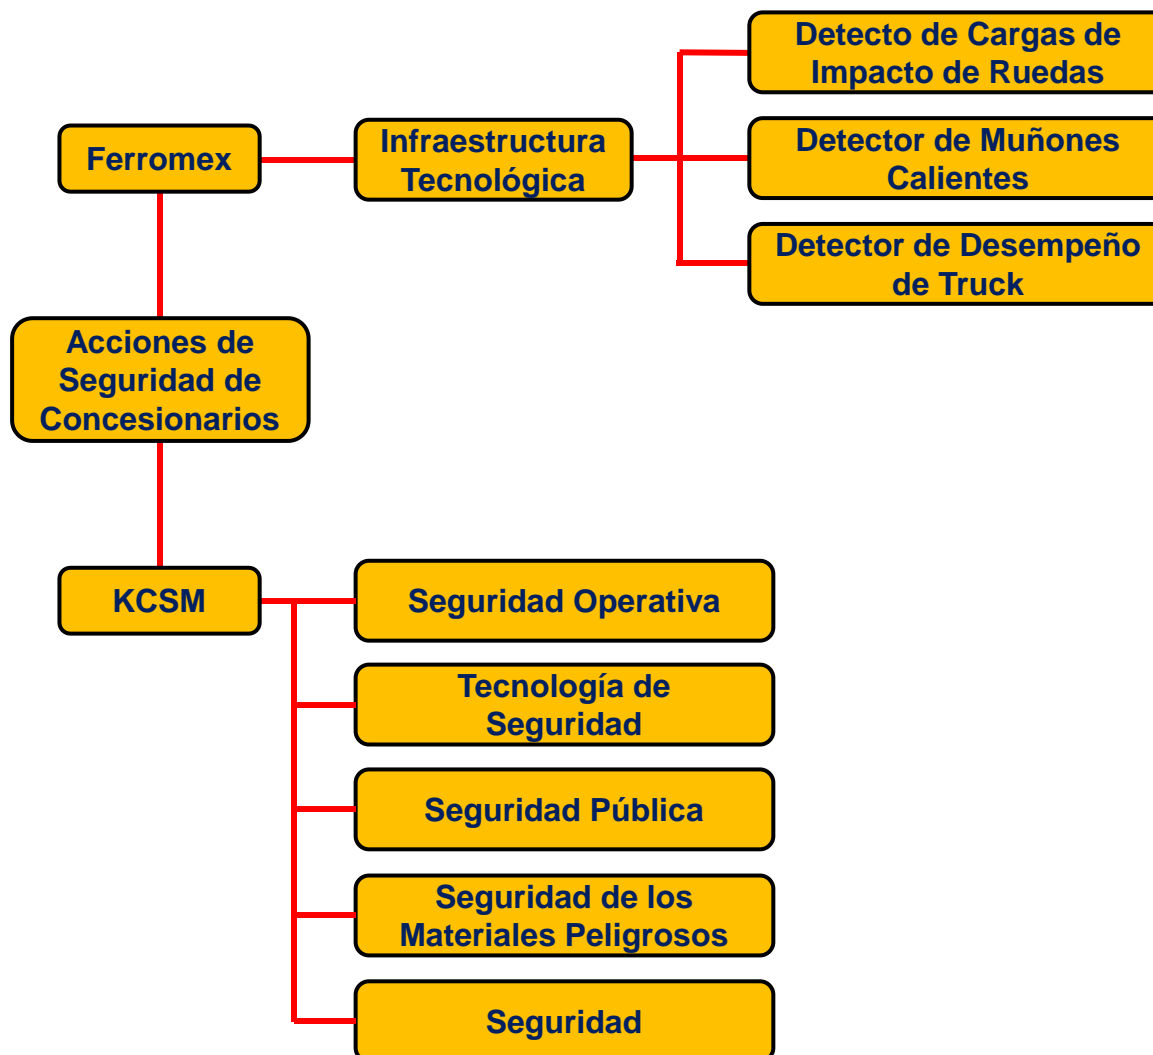 Detecto de Cargas de
Impacto de Ruedas
Ferromex
Infraestructura
Tecnológica
Detector de Muñones
Calientes
Detector de Desempeño
de Truck
Acciones de
Seguridad de
Concesionarios
KCSM
Seguridad Operativa
Tecnología de
Seguridad
Seguridad Pública
Seguridad de los
Materiales Peligrosos
Seguridad